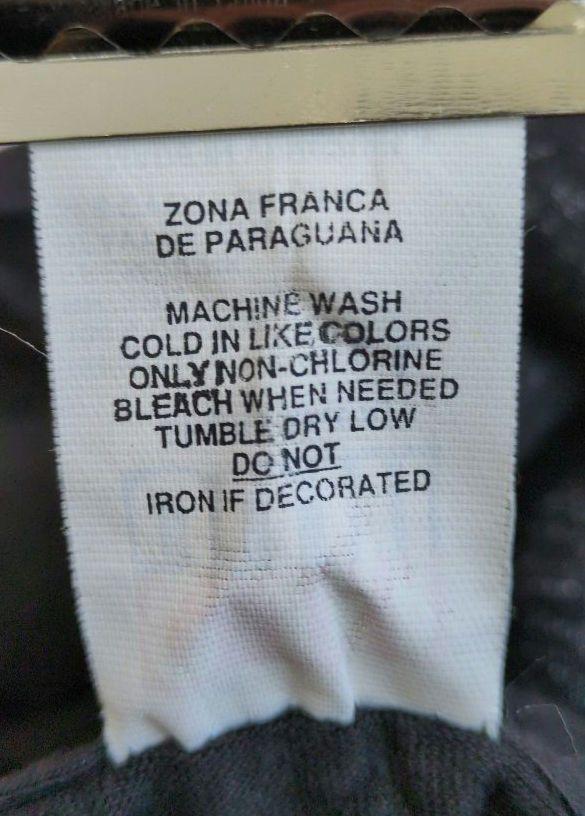 ZONA FRANCA
DE PARAGUANA
MACHINE WASH
COLD IN LIKE COLORS
ONLY NON-CHLORINE
BLEACH WHEN NEEDED
TUMBLE DRY LOW
DO NOT
IRON IF DECORATED